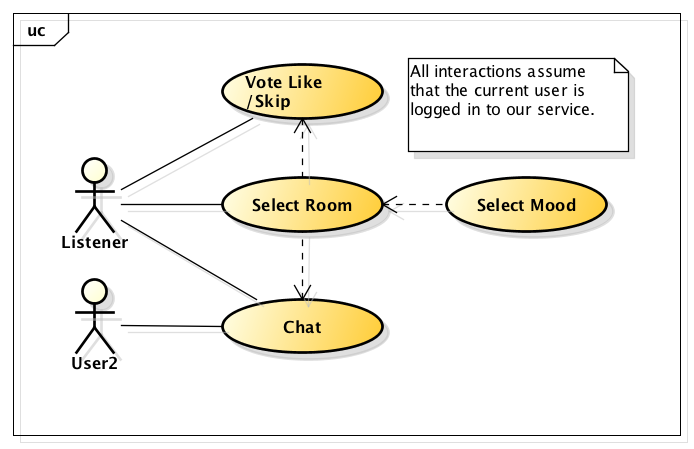 uc
Vote Like
/Skip
All interactions assume
that the current user is
logged in to our service.
Select Room
Select Mood
Listener
Chat
User2